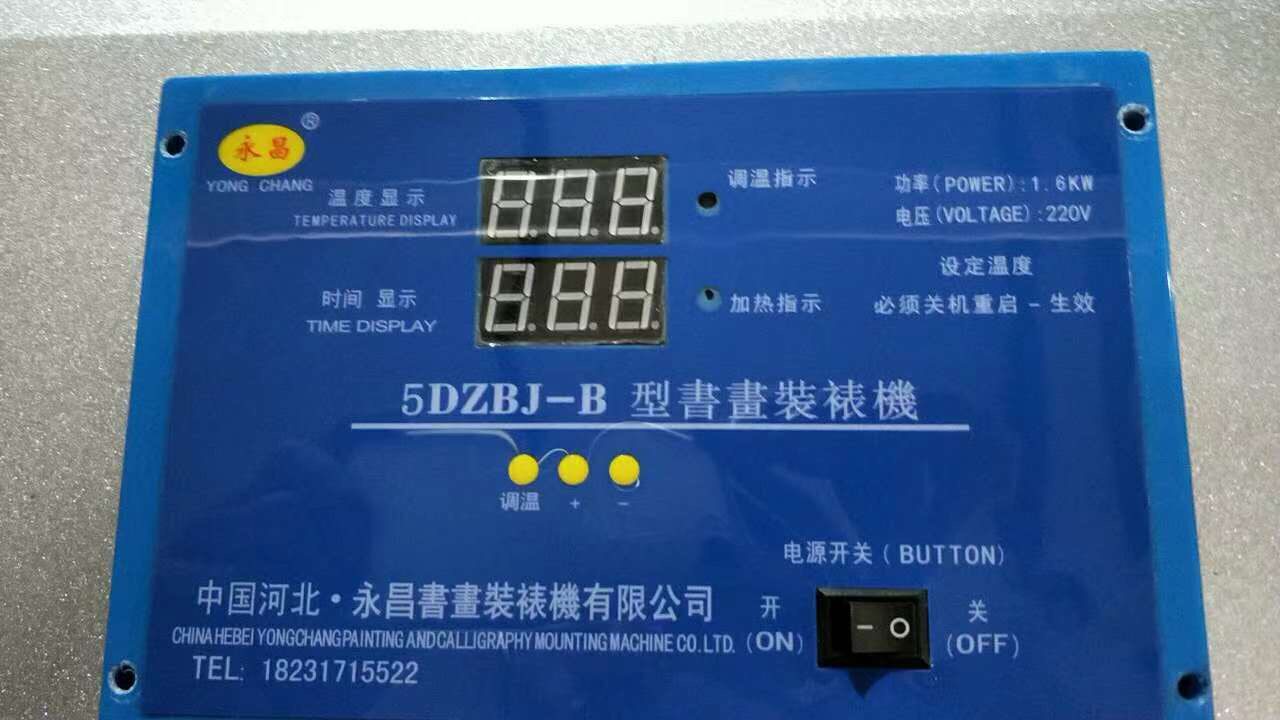 永昌 ®
YONG CHANG
温度显示
TEMPERATURE DISPLAY
调温指示
功率(POWER):1.6KW
电压(VOLTAGE):220V
设定温度
必须关机重启-生效
时间 显示
TIME DISPLAY
加热指示
5DZBJ-B 型書畫裝裱機
调温 + -
电源开关(BUTTON)
开
(ON)
关
(OFF)
中国河北·永昌書畫裝裱機有限公司
CHINA HEBEI YONGCHANG PAINTING AND CALLIGRAPHY MOUNTING MACHINE CO.LTD.
TEL: 18231715522